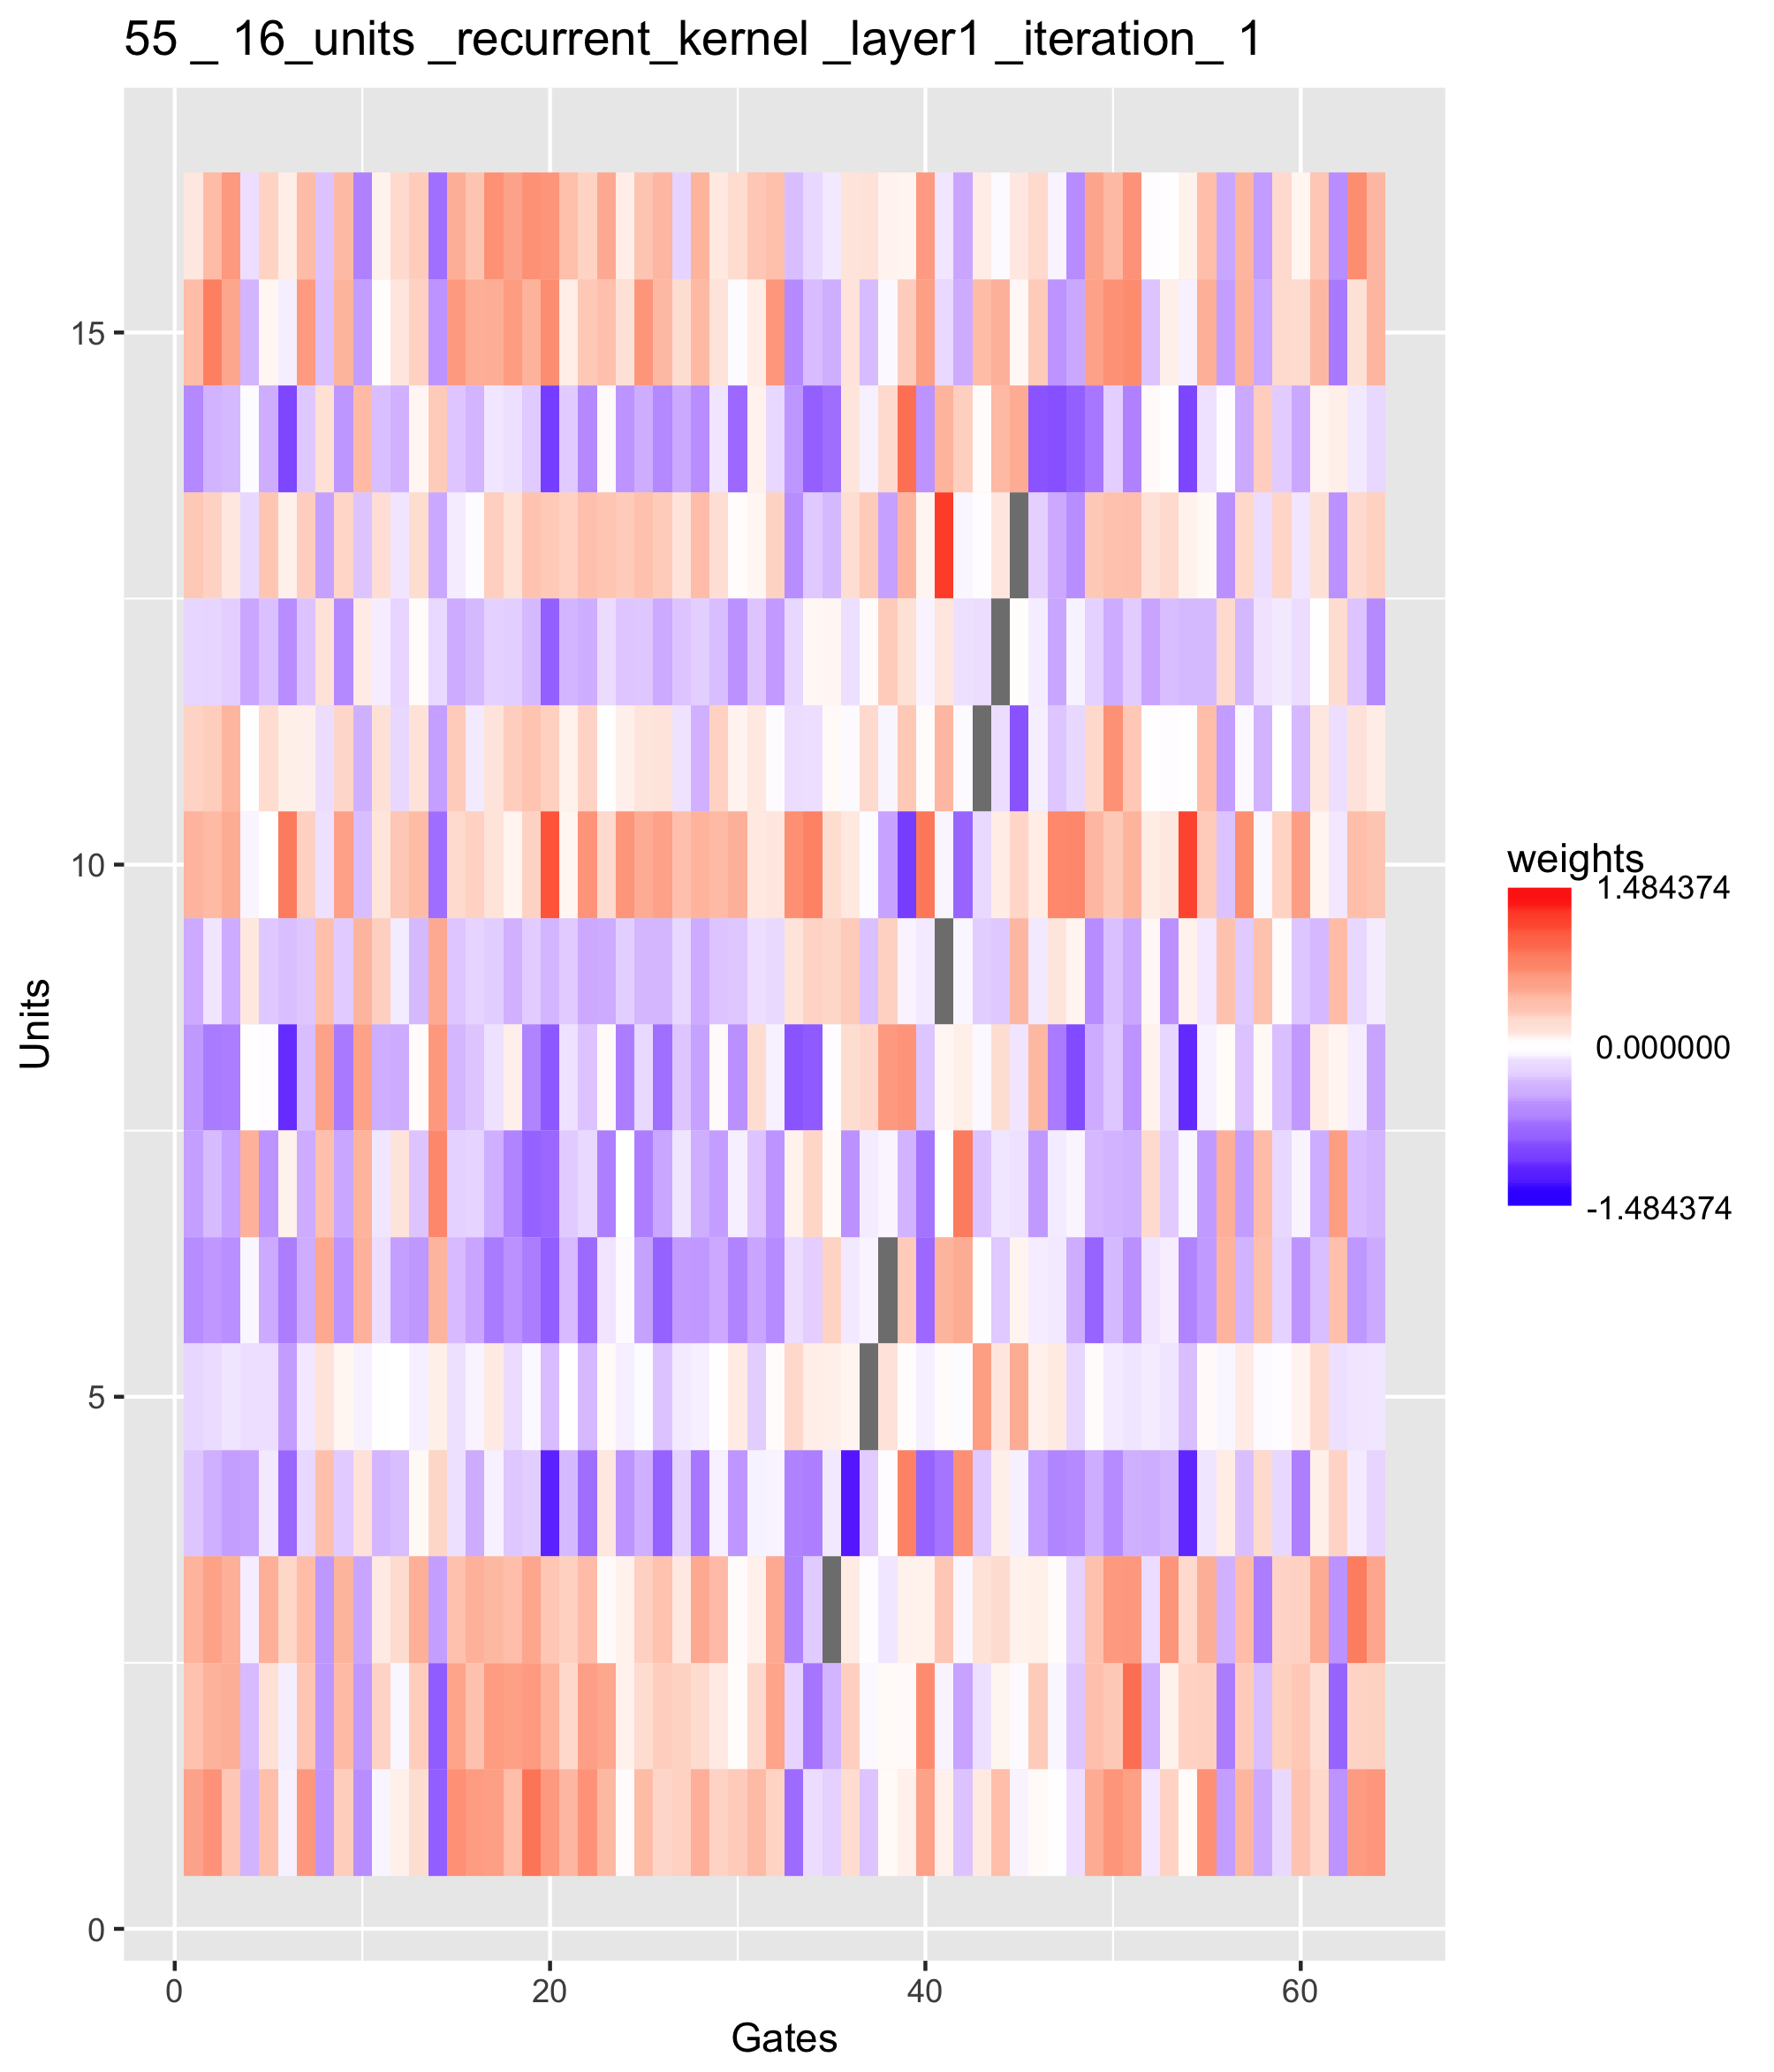 55 _ 16_units _recurrent_kernel _layer1 _iteration_ 1
15
10
5
0
Units
0 20 40 60
Gates
weights
1.484374
0.000000
-1.484374